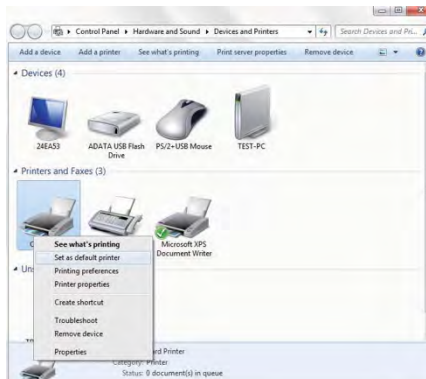 Control Panel ▸ Hardware and Sound ▸ Devices and Printers
Search Devices and Pri...
Add a device Add a printer See what's printing Print server properties Remove device
Devices (4)
24EA53 ADATA USB Flash Drive PS/2+USB Mouse TEST-PC
Printers and Faxes (3)
Microsoft XPS Document Writer
See what's printing
Set as default printer
Printing preferences
Printer properties
Create shortcut
Troubleshoot
Remove device
Properties
Printer
Category: Printer
Status: 0 document(s) in queue